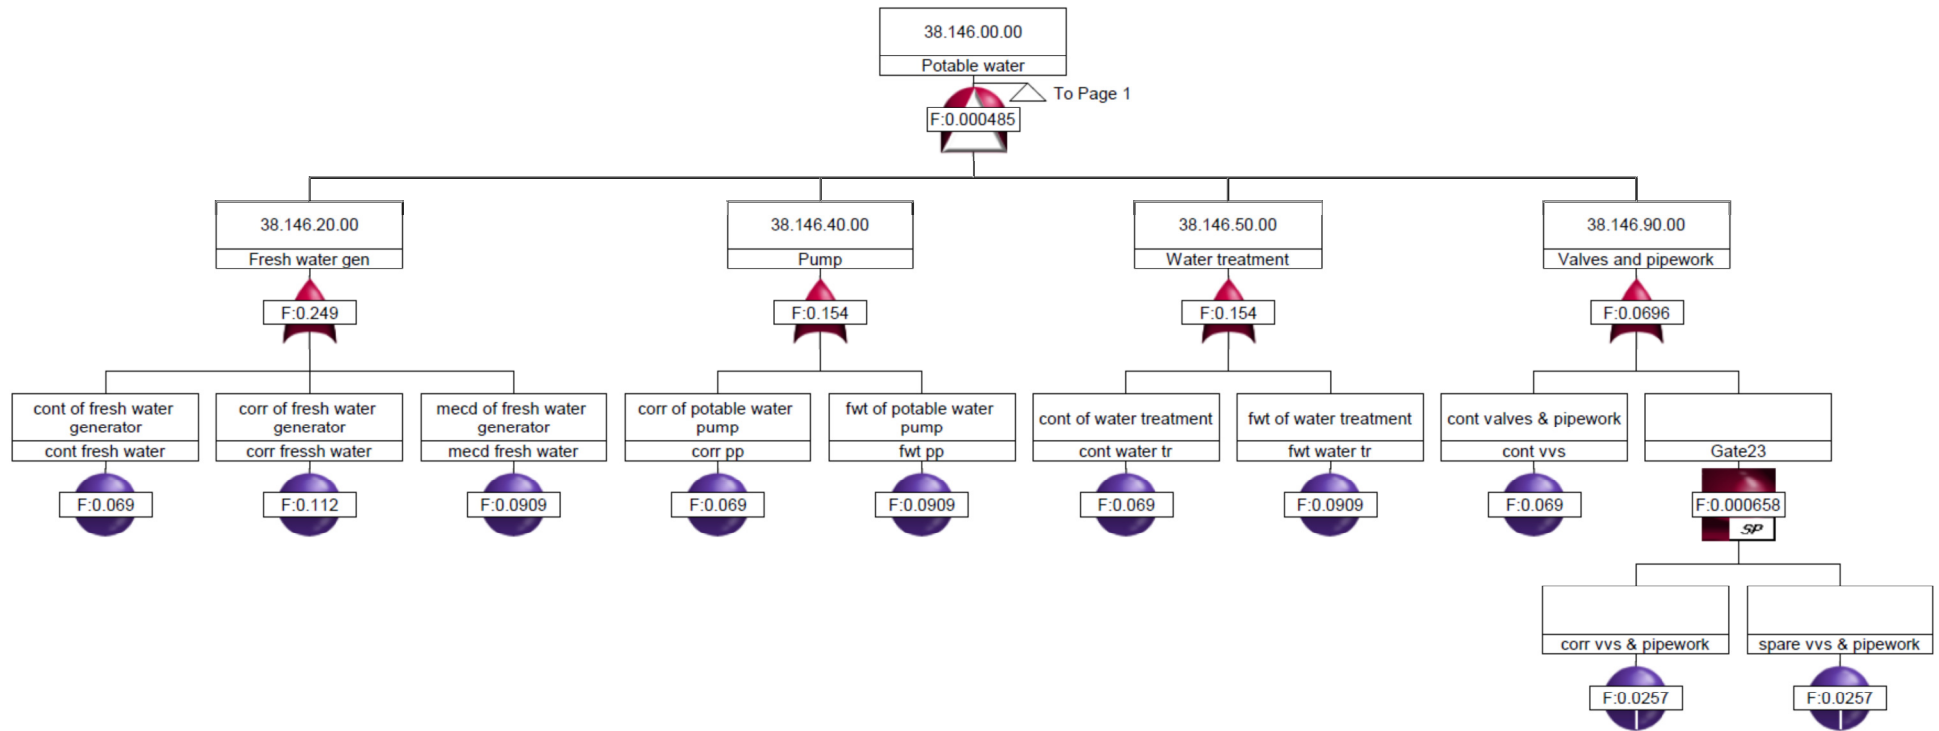 38.146.00.00
Potable water
To Page 1
F:0.000485
38.146.20.00
Fresh water gen
F:0.249
38.146.40.00
Pump
F:0.154
38.146.50.00
Water treatment
F:0.154
38.146.90.00
Valves and pipework
F:0.0696
cont of fresh water
generator
cont fresh water
F:0.069
corr of fresh water
generator
corr fressh water
F:0.112
mecd of fresh water
generator
mecd fresh water
F:0.0909
corr of potable water
pump
corr pp
F:0.069
fwt of potable water
pump
fwt pp
F:0.0909
cont of water treatment
cont water tr
F:0.069
fwt of water treatment
fwt water tr
F:0.0909
cont valves & pipework
cont vvs
F:0.069
Gate23
F:0.000658
SP
corr vvs & pipework
F:0.0257
spare vvs & pipework
F:0.0257